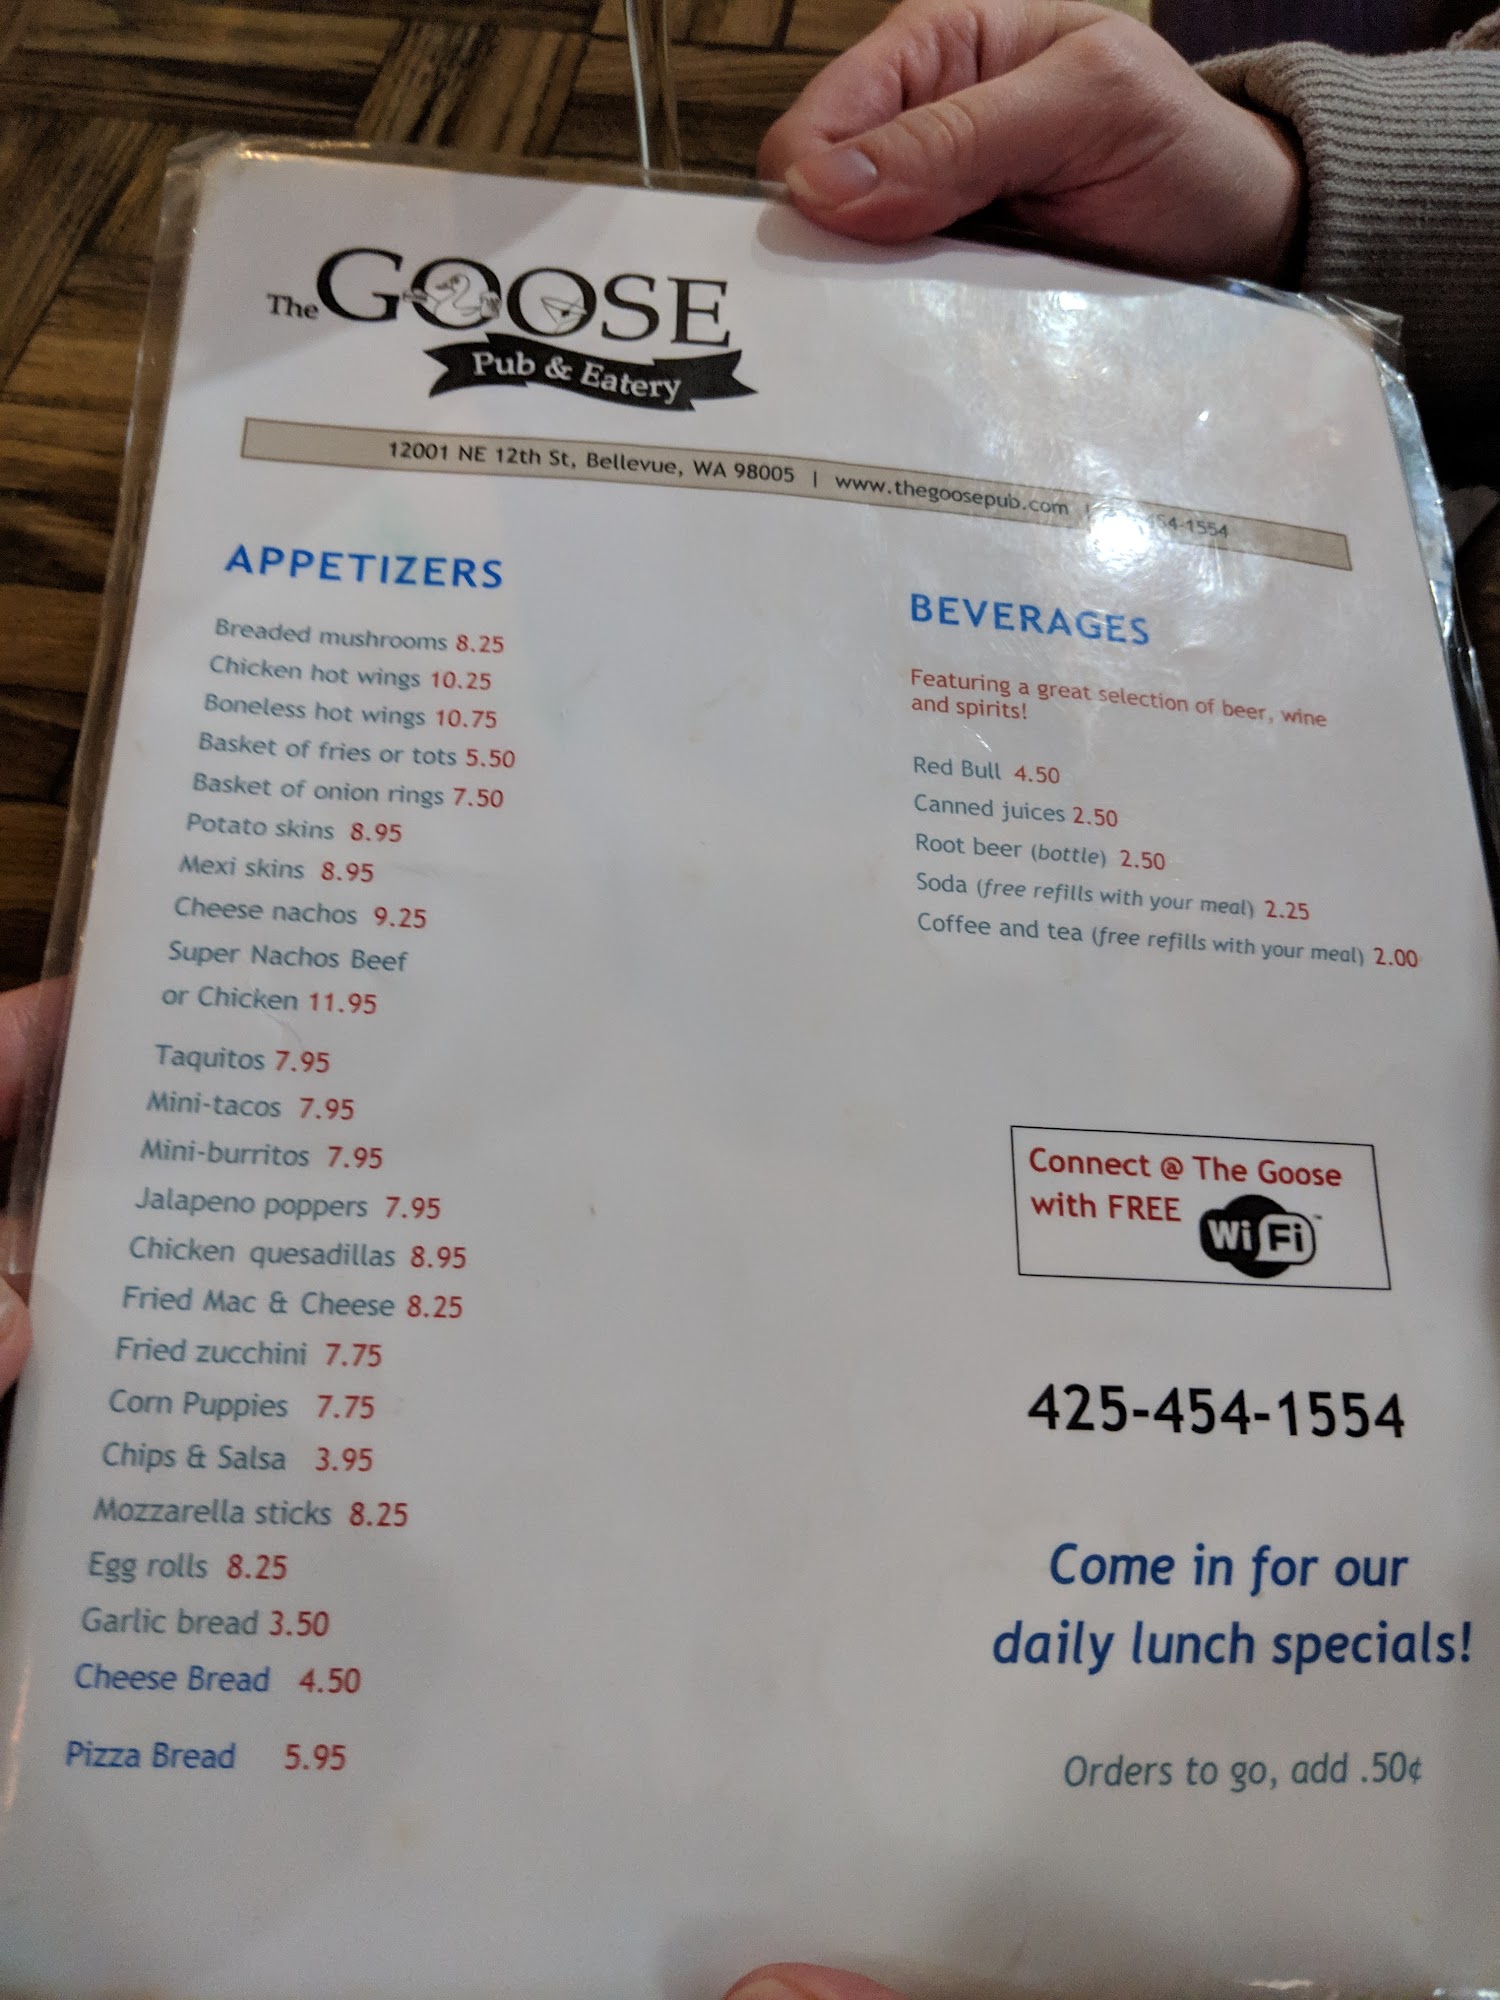 The GOOSE
Pub & Eatery
12001 NE 12th St, Bellevue, WA 98005 | www.thegoosepub.com | 454-1554
APPETIZERS
Breaded mushrooms 8.25
Chicken hot wings 10.25
Boneless hot wings 10.75
Basket of fries or tots 5.50
Basket of onion rings 7.50
Potato skins 8.95
Mexi skins 8.95
Cheese nachos 9.25
Super Nachos Beef
or Chicken 11.95
Taquitos 7.95
Mini-tacos 7.95
Mini-burritos 7.95
Jalapeno poppers 7.95
Chicken quesadillas 8.95
Fried Mac & Cheese 8.25
Fried zucchini 7.75
Corn Puppies 7.75
Chips & Salsa 3.95
Mozzarella sticks 8.25
Egg rolls 8.25
Garlic bread 3.50
Cheese Bread 4.50
Pizza Bread 5.95
BEVERAGES
Featuring a great selection of beer, wine
and spirits!
Red Bull 4.50
Canned juices 2.50
Root beer (bottle) 2.50
Soda (free refills with your meal) 2.25
Coffee and tea (free refills with your meal) 2.00
Connect @ The Goose
with FREE Wi Fi™
425-454-1554
Come in for our
daily lunch specials!
Orders to go, add .50¢